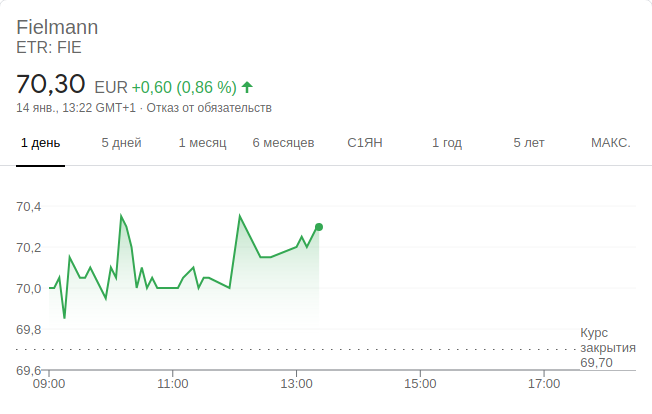 Fielmann
ETR: FIE
70,30 EUR +0,60 (0,86 %)
14 янв., 13:22 GMT+1 · Отказ от обязательств
1 день 5 дней 1 месяц 6 месяцев С1ЯН 1 год 5 лет МАКС.
70,4
70,2
70,0
69,8
69,6
Курс
закрытия
69,70
09:00 11:00 13:00 15:00 17:00